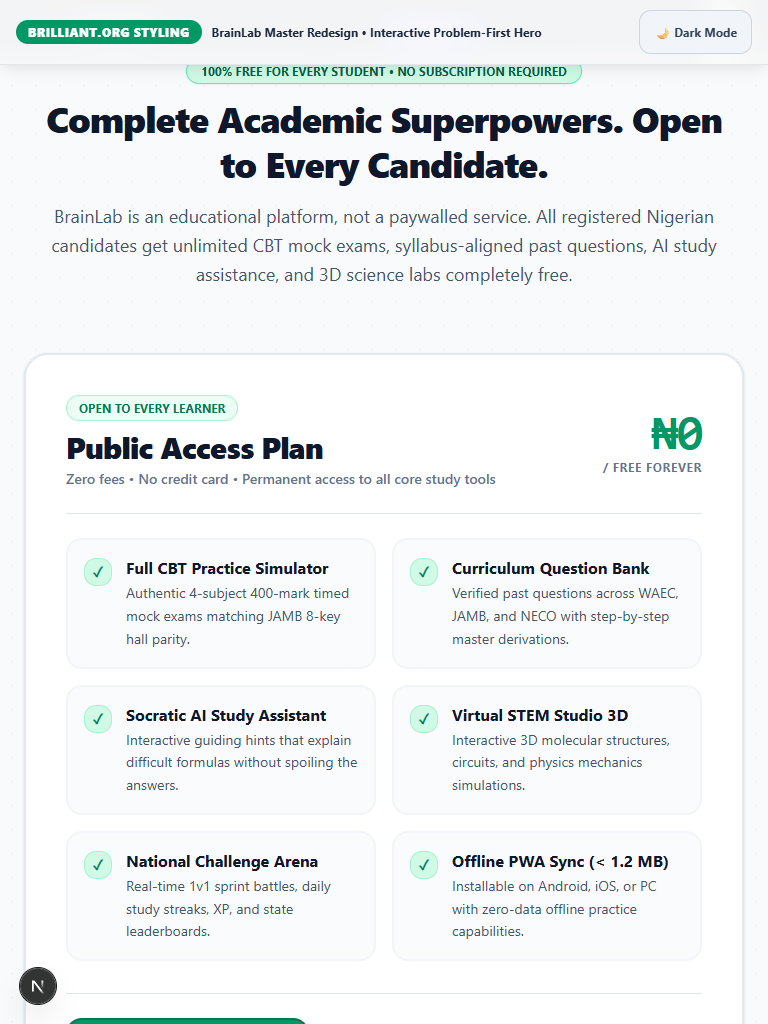 BRILLIANT.ORG STYLING
BrainLab Master Redesign • Interactive Problem-First Hero
🌙 Dark Mode
100% FREE FOR EVERY STUDENT • NO SUBSCRIPTION REQUIRED
Complete Academic Superpowers. Open
to Every Candidate.
BrainLab is an educational platform, not a paywalled service. All registered Nigerian
candidates get unlimited CBT mock exams, syllabus-aligned past questions, AI study
assistance, and 3D science labs completely free.
OPEN TO EVERY LEARNER
Public Access Plan
Zero fees • No credit card • Permanent access to all core study tools
₦0
/ FREE FOREVER
✓
Full CBT Practice Simulator
Authentic 4-subject 400-mark timed
mock exams matching JAMB 8-key
hall parity.
✓
Curriculum Question Bank
Verified past questions across WAEC,
JAMB, and NECO with step-by-step
master derivations.
✓
Socratic AI Study Assistant
Interactive guiding hints that explain
difficult formulas without spoiling the
answers.
✓
Virtual STEM Studio 3D
Interactive 3D molecular structures,
circuits, and physics mechanics
simulations.
✓
National Challenge Arena
Real-time 1v1 sprint battles, daily
study streaks, XP, and state
leaderboards.
✓
Offline PWA Sync (< 1.2 MB)
Installable on Android, iOS, or PC
with zero-data offline practice
capabilities.
N